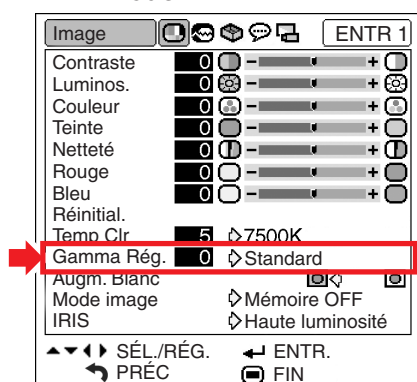 Image ENTR 1
Contraste 0 - +
Luminos. 0 - +
Couleur 0 - +
Teinte 0 - +
Netteté 0 - +
Rouge 0 - +
Bleu 0 - +
Réinitial.
Temp Clr 5 7500K
Gamma Rég. 0 Standard
Augm. Blanc
Mode image Mémoire OFF
IRIS Haute luminosité
SÉL./RÉG. ENTR.
PRÉC FIN